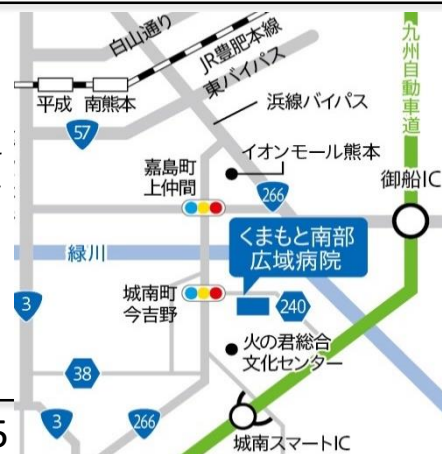 白山通り
JR豊肥本線
東バイパス
九州自動車道
平成
南熊本
浜線バイパス
57
嘉島町
上仲間
イオンモール熊本
266
御船IC
緑川
くまもと南部
広域病院
3
城南町
今吉野
240
火の君総合
文化センター
38
3
266
城南スマートIC
5